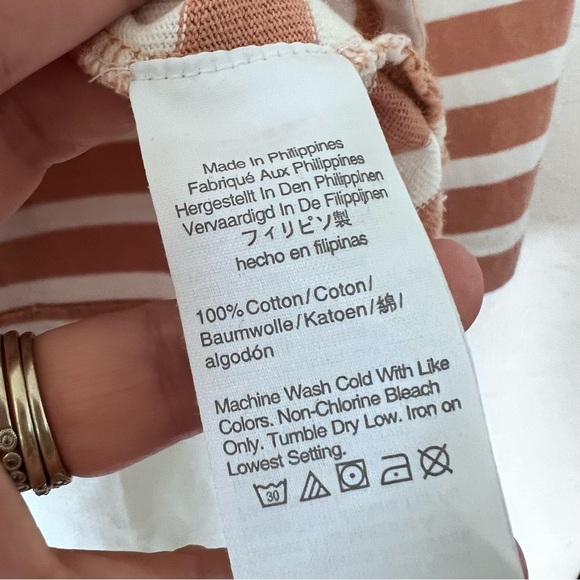 Made In Philippines
Fabriqué Aux Philippines
Hergestellt In Den Philippinen
Vervaardigd In De Filippijnen
フィリピン製
hecho en filipinas
100% Cotton/Coton/
Baumwolle/Katoen/綿/
algodón
Machine Wash Cold With Like
Colors. Non-Chlorine Bleach
Only. Tumble Dry Low. Iron on
Lowest Setting.
30